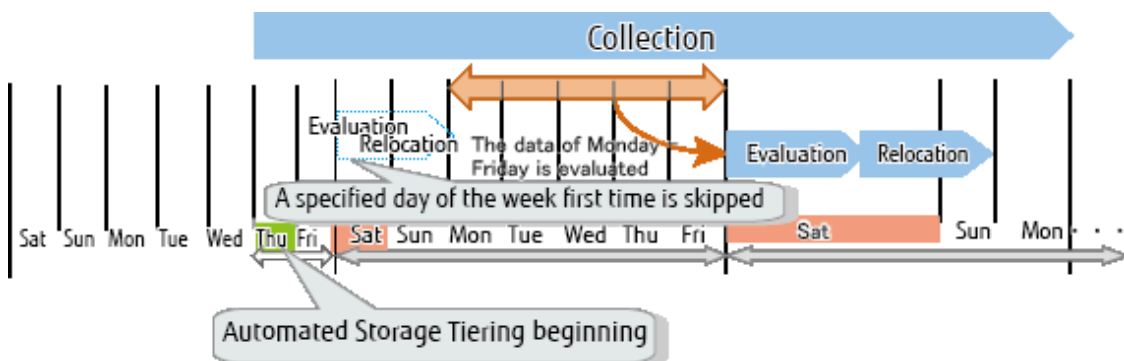 Collection
Evaluation
Relocation
The data of Monday –
Friday is evaluated
Evaluation
Relocation
A specified day of the week first time is skipped
Sat Sun Mon Tue Wed Thu Fri Sat Sun Mon Tue Wed Thu Fri Sat Sun Mon · · ·
Automated Storage Tiering beginning